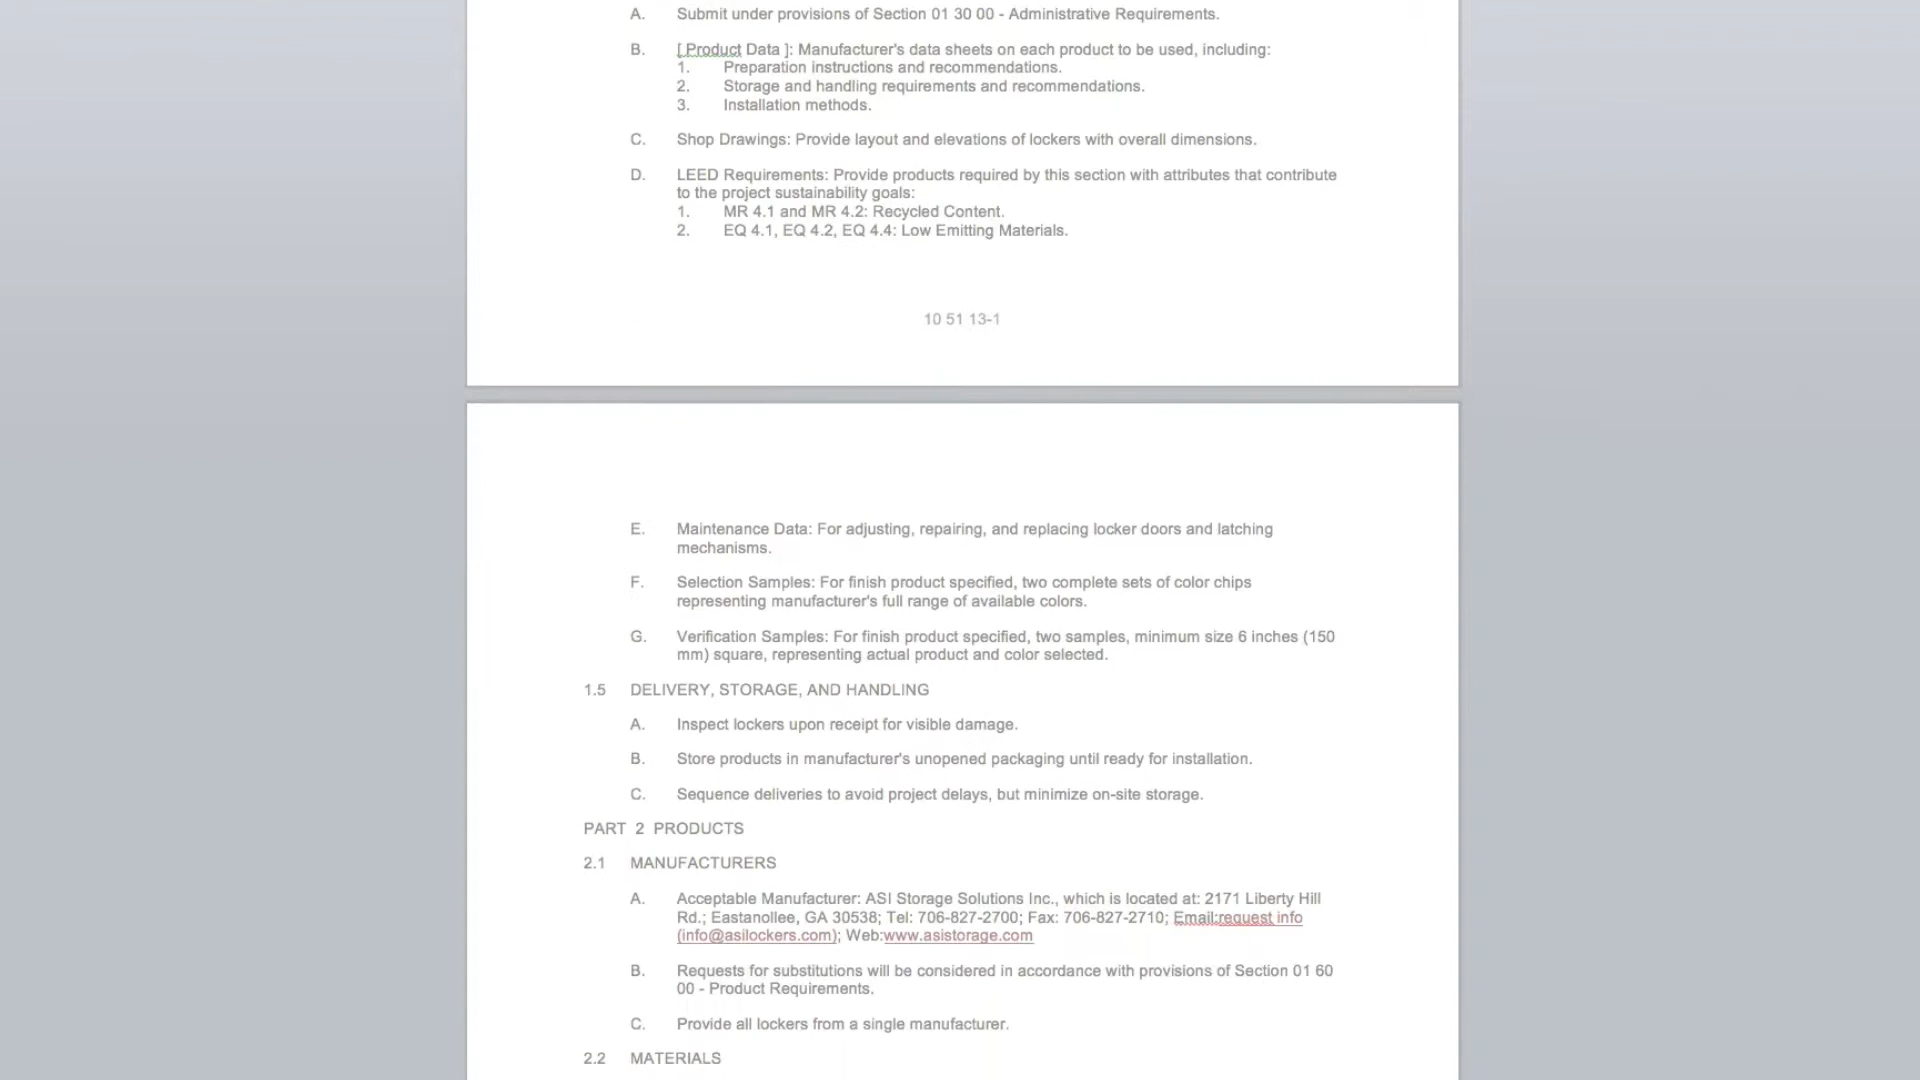 A. Submit under provisions of Section 01 30 00 - Administrative Requirements.
B. [ Product Data ]: Manufacturer's data sheets on each product to be used, including:
1. Preparation instructions and recommendations.
2. Storage and handling requirements and recommendations.
3. Installation methods.
C. Shop Drawings: Provide layout and elevations of lockers with overall dimensions.
D. LEED Requirements: Provide products required by this section with attributes that contribute
to the project sustainability goals:
1. MR 4.1 and MR 4.2: Recycled Content.
2. EQ 4.1, EQ 4.2, EQ 4.4: Low Emitting Materials.
10 51 13-1
E. Maintenance Data: For adjusting, repairing, and replacing locker doors and latching
mechanisms.
F. Selection Samples: For finish product specified, two complete sets of color chips
representing manufacturer's full range of available colors.
G. Verification Samples: For finish product specified, two samples, minimum size 6 inches (150
mm) square, representing actual product and color selected.
1.5 DELIVERY, STORAGE, AND HANDLING
A. Inspect lockers upon receipt for visible damage.
B. Store products in manufacturer's unopened packaging until ready for installation.
C. Sequence deliveries to avoid project delays, but minimize on-site storage.
PART 2 PRODUCTS
2.1 MANUFACTURERS
A. Acceptable Manufacturer: ASI Storage Solutions Inc., which is located at: 2171 Liberty Hill
Rd.; Eastanollee, GA 30538; Tel: 706-827-2700; Fax: 706-827-2710; Email:request info
(info@asilockers.com); Web:www.asistorage.com
B. Requests for substitutions will be considered in accordance with provisions of Section 01 60
00 - Product Requirements.
C. Provide all lockers from a single manufacturer.
2.2 MATERIALS